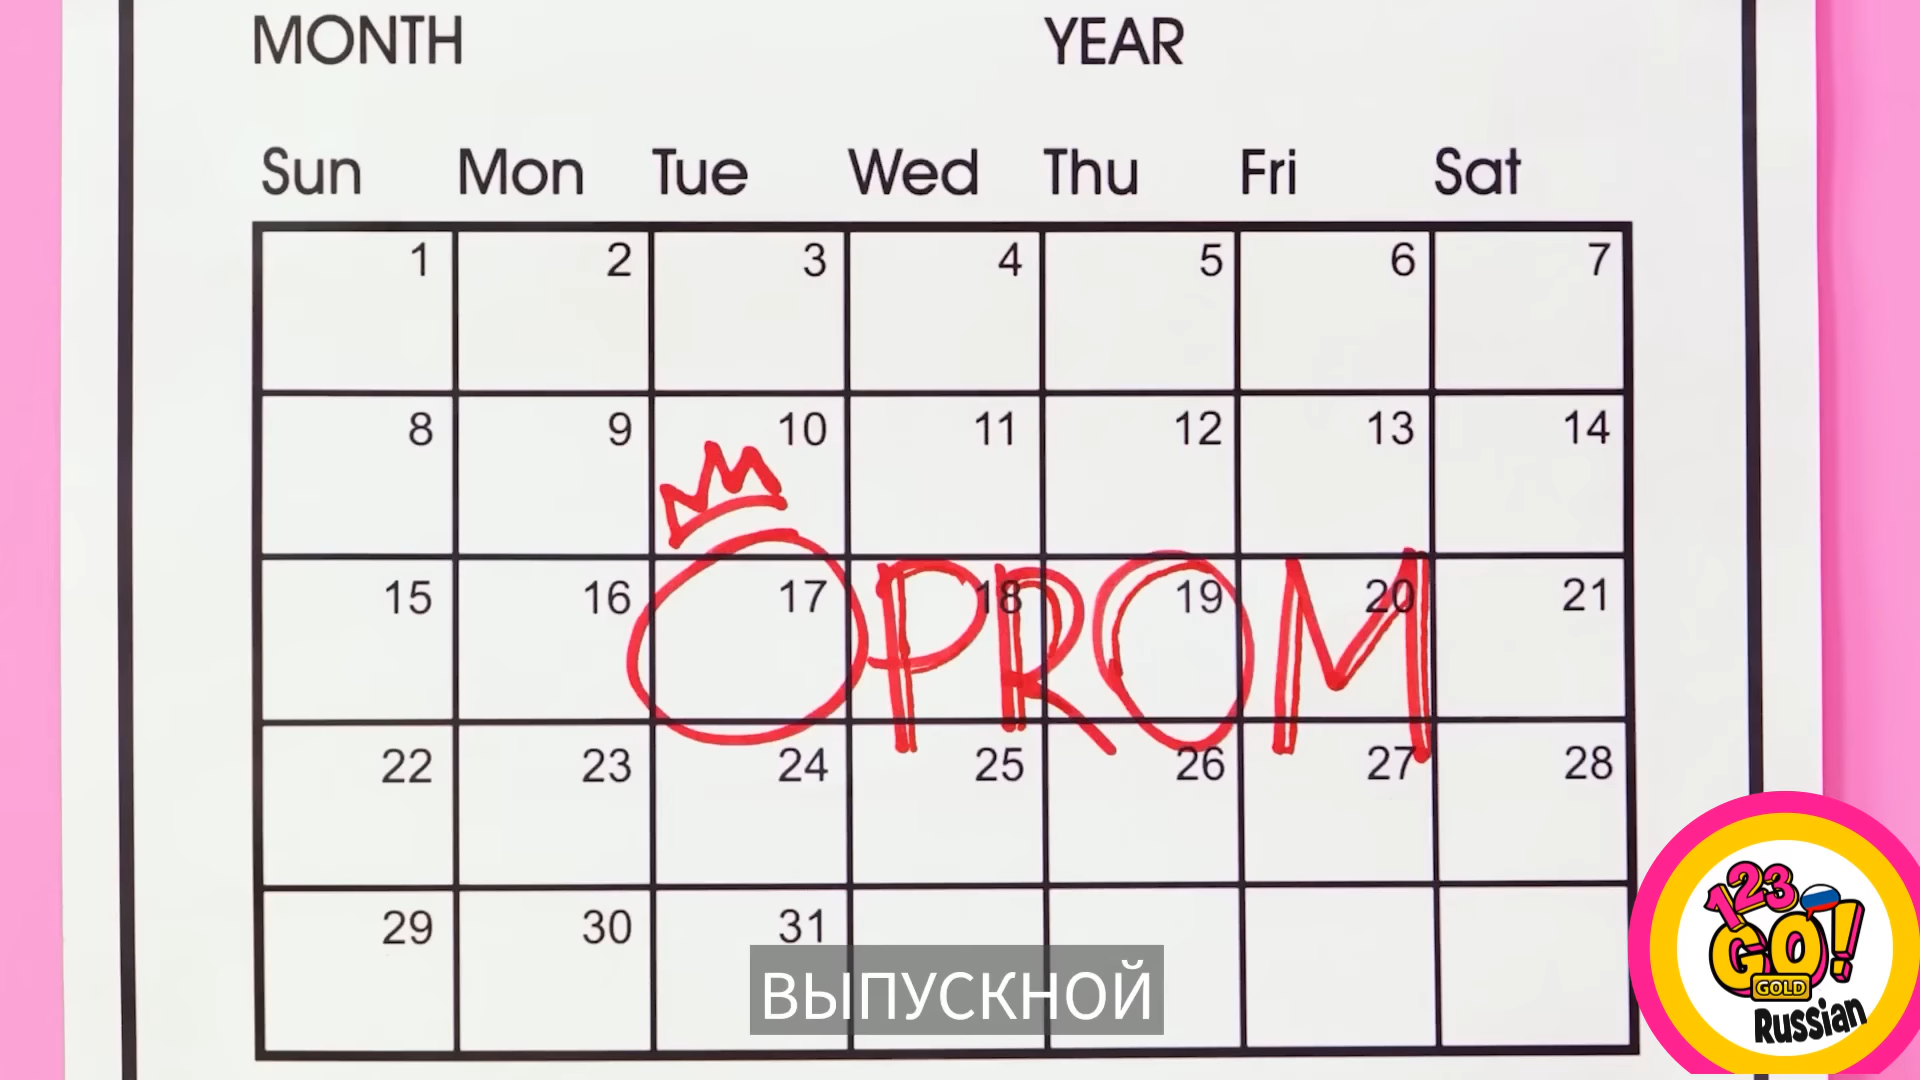 MONTH YEAR
Sun Mon Tue Wed Thu Fri Sat
1 2 3 4 5 6 7
8 9 10 11 12 13 14
15 16 17 18 19 20 21
PROM
22 23 24 25 26 27 28
29 30 31
ВЫПУСКНОЙ
123
GO!
GOLD
Russian